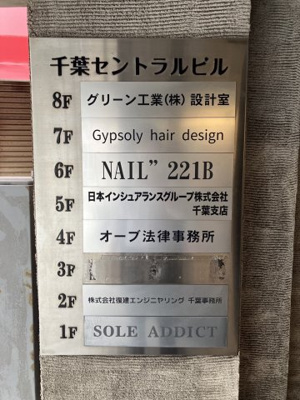 千葉セントラルビル
8F グリーン工業(株) 設計室
7F Gypsoly hair design
6F NAIL” 221B
5F 日本インシュアランスグループ株式会社
千葉支店
4F オーブ法律事務所
3F
2F 株式会社復建エンジニヤリング 千葉事務所
1F SOLE ADDICT